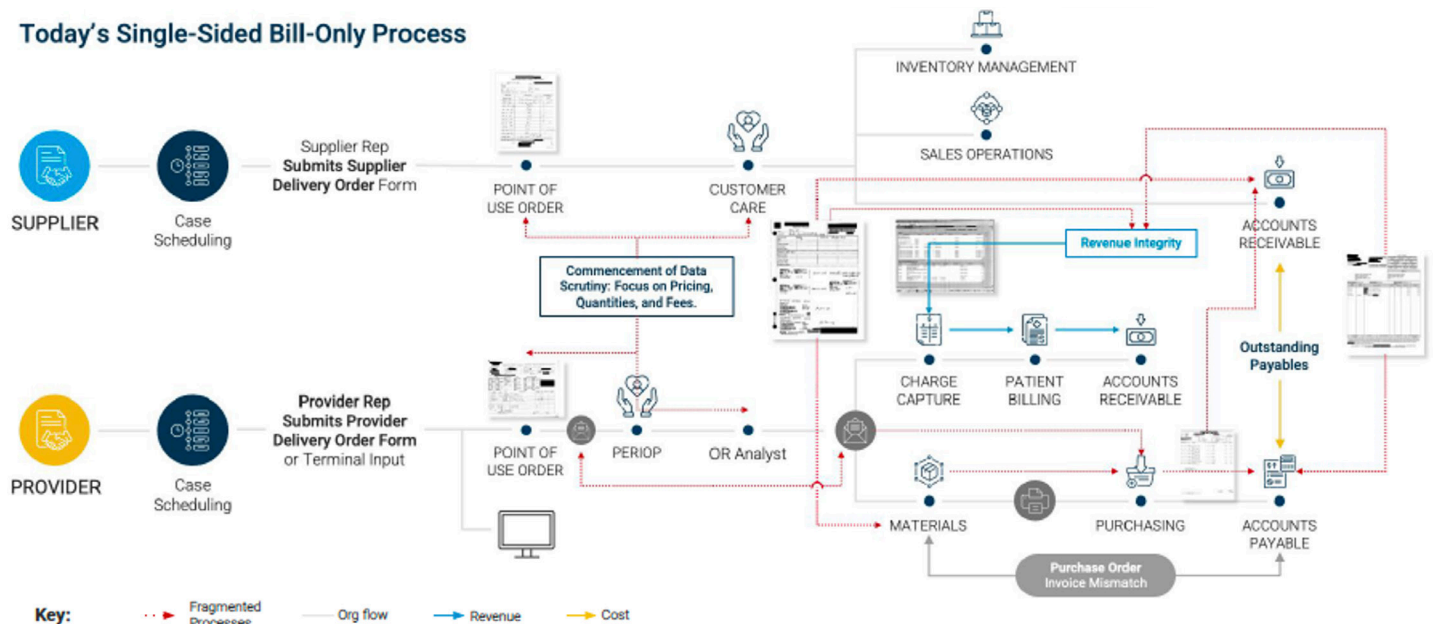 Today's Single-Sided Bill-Only Process
INVENTORY MANAGEMENT
SALES OPERATIONS
SUPPLIER
Case
Scheduling
Supplier Rep
Submits Supplier
Delivery Order Form
POINT OF
USE ORDER
CUSTOMER
CARE
ACCOUNTS
RECEIVABLE
Revenue Integrity
Commencement of Data
Scrutiny: Focus on Pricing,
Quantities, and Fees.
Outstanding
Payables
CHARGE
CAPTURE
PATIENT
BILLING
ACCOUNTS
RECEIVABLE
PROVIDER
Case
Scheduling
Provider Rep
Submits Provider
Delivery Order Form
or Terminal Input
POINT OF
USE ORDER
PERIOP
OR Analyst
MATERIALS
PURCHASING
ACCOUNTS
PAYABLE
Purchase Order
Invoice Mismatch
Key:
Fragmented
Processes
Org flow
Revenue
Cost